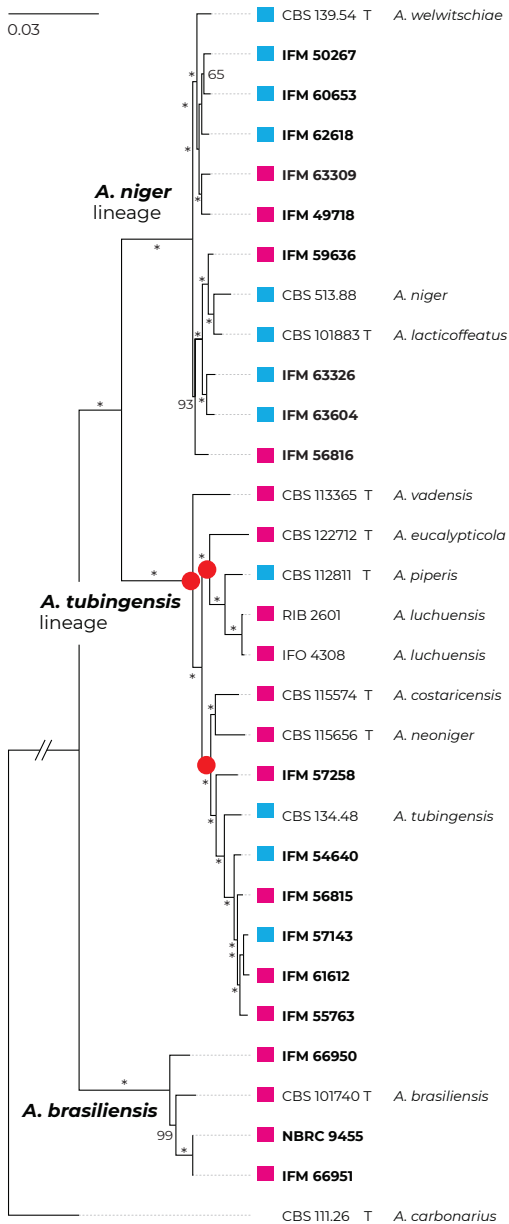 0.03
CBS 139.54 T A. welwitschiae
IFM 50267
65
IFM 60653
*
*
IFM 62618
*
IFM 63309
A. niger
lineage
*
IFM 49718
*
IFM 59636
*
CBS 513.88 A. niger
*
CBS 101883 T A. lacticoffeatus
*
IFM 63326
*
93
*
IFM 63604
IFM 56816
CBS 113365 T A. vadensis
CBS 122712 T A. eucalypticola
*
*
CBS 112811 T A. piperis
A. tubingensis
lineage
*
RIB 2601 A. luchuensis
*
IFO 4308 A. luchuensis
*
CBS 115574 T A. costaricensis
*
CBS 115656 T A. neoniger
IFM 57258
*
CBS 134.48 A. tubingensis
*
IFM 54640
*
IFM 56815
*
IFM 57143
*
*
IFM 61612
*
IFM 55763
IFM 66950
*
CBS 101740 T A. brasiliensis
A. brasiliensis
99
NBRC 9455
*
IFM 66951
CBS 111.26 T A. carbonarius